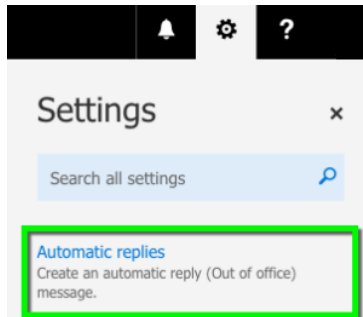 ?
Settings
×
Search all settings
Automatic replies
Create an automatic reply (Out of office)
message.